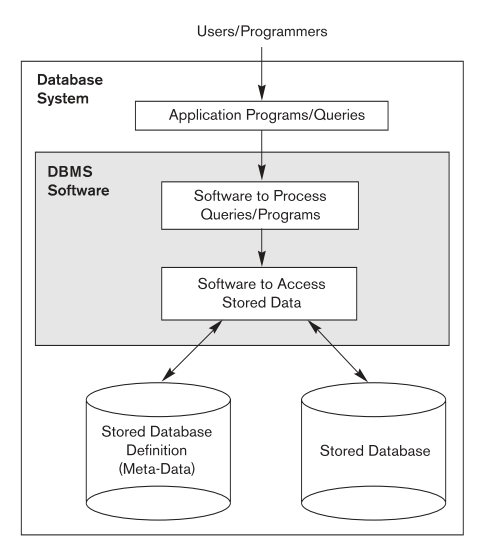 Users/Programmers
Database
System
Application Programs/Queries
DBMS
Software
Software to Process
Queries/Programs
Software to Access
Stored Data
Stored Database
Definition
(Meta-Data)
Stored Database